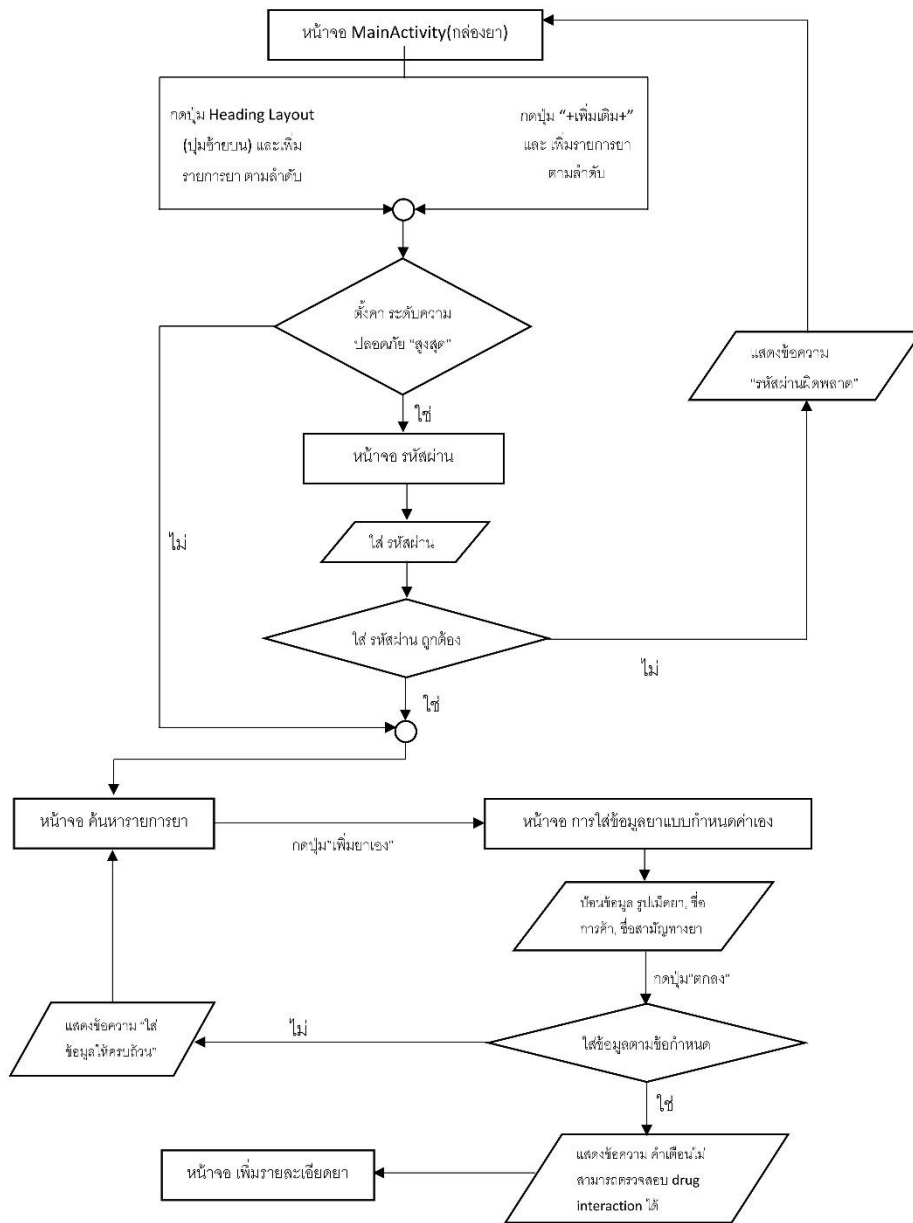 หน้าจอ MainActivity(กล่องยา)
กดปุ่ม Heading Layout
(ปุ่มซ้ายบน) และเพิ่ม
รายการยา ตามลำดับ
กดปุ่ม “+เพิ่มเติม+”
และ เพิ่มรายการยา
ตามลำดับ
ตั้งค่า ระดับความ
ปลอดภัย “สูงสุด”
แสดงข้อความ
“รหัสผ่านผิดพลาด”
ใช่
หน้าจอ รหัสผ่าน
ไม่
ใส่ รหัสผ่าน
ใส่ รหัสผ่าน ถูกต้อง
ไม่
ใช่
หน้าจอ ค้นหารายการยา
กดปุ่ม“เพิ่มยาเอง”
หน้าจอ การใส่ข้อมูลยาแบบกำหนดค่าเอง
ป้อนข้อมูล รูปเม็ดยา, ชื่อ
การค้า, ชื่อสามัญทางยา
กดปุ่ม“ตกลง”
แสดงข้อความ “ใส่
ข้อมูลให้ครบถ้วน”
ไม่
ใส่ข้อมูลตามข้อกำหนด
ใช่
หน้าจอ เพิ่มรายละเอียดยา
แสดงข้อความ คำเตือนไม่
สามารถตรวจสอบ drug
interaction ได้